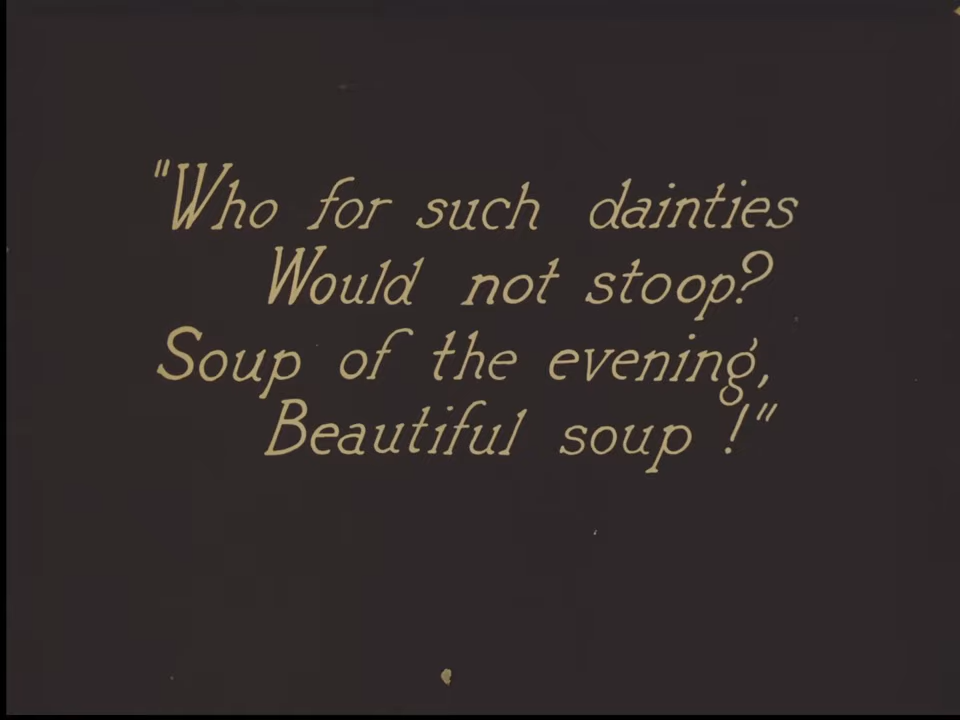 "Who for such dainties
Would not stoop?
Soup of the evening,
Beautiful soup!"